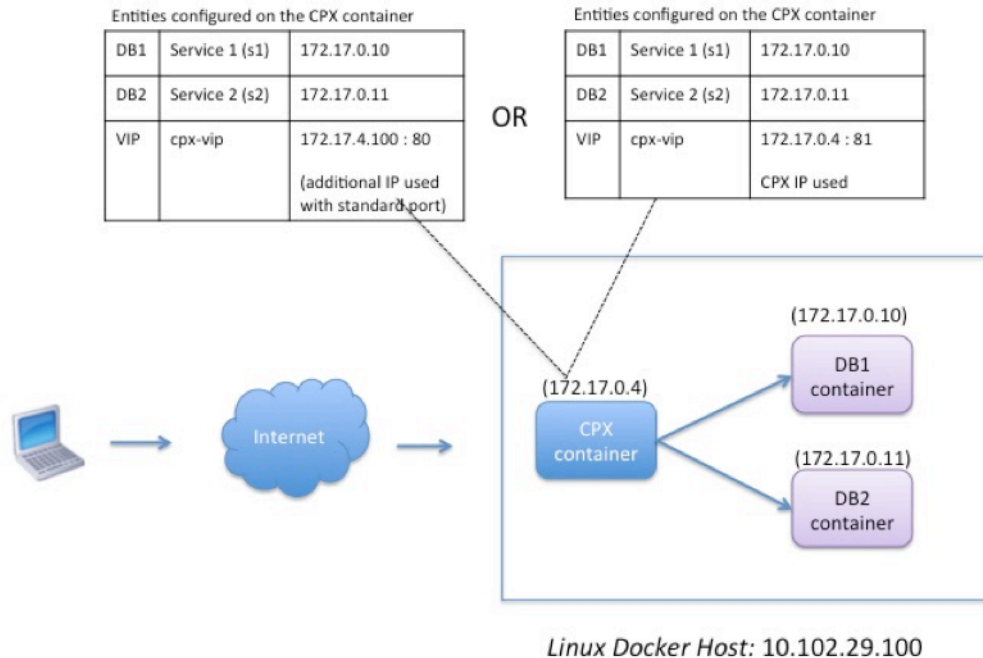 Entities configured on the CPX container
DB1 Service 1 (s1) 172.17.0.10
DB2 Service 2 (s2) 172.17.0.11
VIP cpx-vip 172.17.4.100 : 80
(additional IP used
with standard port)
OR
Entities configured on the CPX container
DB1 Service 1 (s1) 172.17.0.10
DB2 Service 2 (s2) 172.17.0.11
VIP cpx-vip 172.17.0.4 : 81
CPX IP used
Internet
(172.17.0.4)
CPX
container
(172.17.0.10)
DB1
container
(172.17.0.11)
DB2
container
Linux Docker Host: 10.102.29.100